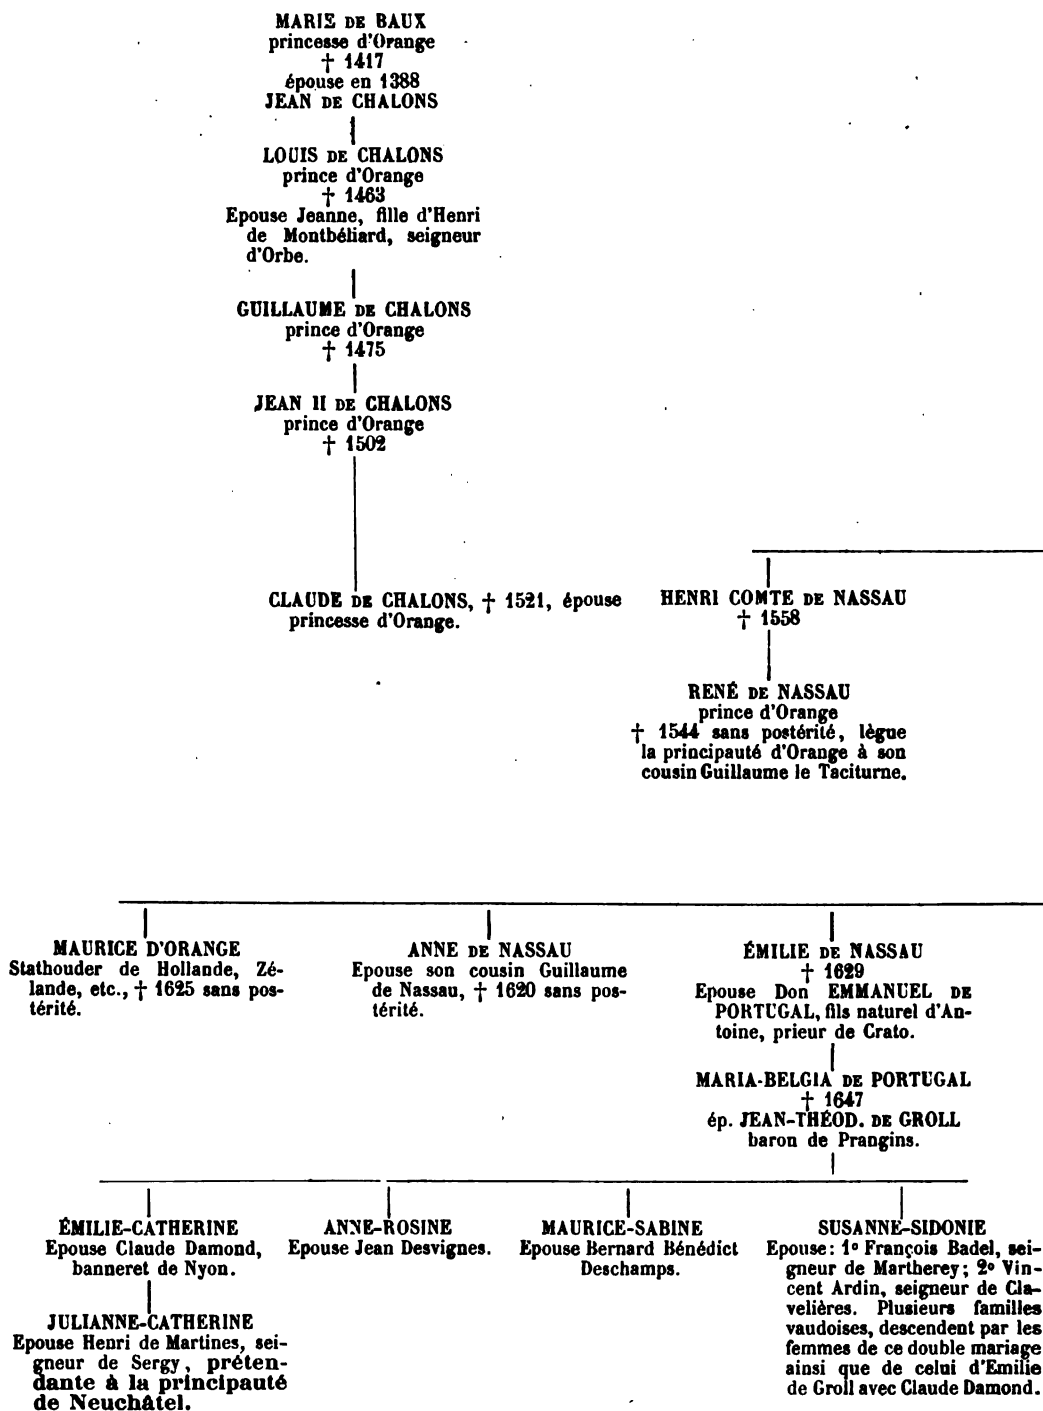 MARIE DE BAUX
princesse d'Orange
† 1417
épouse en 1388
JEAN DE CHALONS
LOUIS DE CHALONS
prince d'Orange
† 1463
Epouse Jeanne, fille d'Henri
de Montbéliard, seigneur
d'Orbe.
GUILLAUME DE CHALONS
prince d'Orange
† 1475
JEAN II DE CHALONS
prince d'Orange
† 1502
CLAUDE DE CHALONS, † 1521, épouse
princesse d'Orange.
HENRI COMTE DE NASSAU
† 1558
RENÉ DE NASSAU
prince d'Orange
† 1544 sans postérité, lègue
la principauté d'Orange à son
cousin Guillaume le Taciturne.
MAURICE D'ORANGE
Stathouder de Hollande, Zé-
lande, etc., † 1625 sans pos-
térité.
ANNE DE NASSAU
Epouse son cousin Guillaume
de Nassau, † 1620 sans pos-
térité.
ÉMILIE DE NASSAU
† 1629
Epouse Don EMMANUEL DE
PORTUGAL, fils naturel d'An-
toine, prieur de Crato.
MARIA-BELGIA DE PORTUGAL
† 1647
ép. JEAN-THÉOD. DE GROLL
baron de Prangins.
ÉMILIE-CATHERINE
Epouse Claude Damond,
banneret de Nyon.
JULIANNE-CATHERINE
Epouse Henri de Martines, sei-
gneur de Sergy, préten-
dante à la principauté
de Neuchâtel.
ANNE-ROSINE
Epouse Jean Desvignes.
MAURICE-SABINE
Epouse Bernard Bénédict
Deschamps.
SUSANNE-SIDONIE
Epouse: 1º François Badel, sei-
gneur de Martherey; 2º Vin-
cent Ardin, seigneur de Cla-
velières. Plusieurs familles
vaudoises, descendent par les
femmes de ce double mariage
ainsi que de celui d'Emilie
de Groll avec Claude Damond.